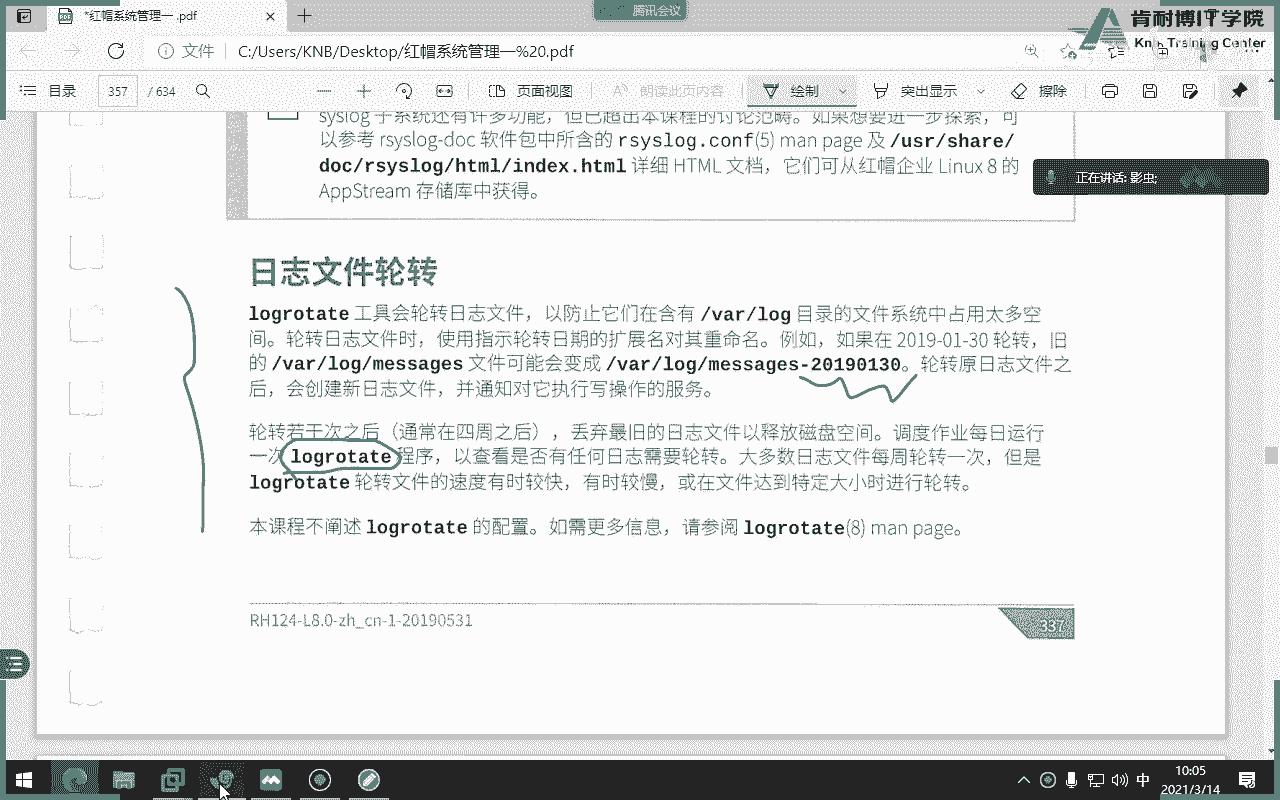 *红帽系统管理一 .pdf
腾讯会议
肯耐博IT学院
KnB Training Center
文件
C:/Users/KNB/Desktop/红帽系统管理—%20.pdf
目录
357
/ 634
页面视图
朗读此页内容
绘制
突出显示
擦除
正在讲话: 影虫;
syslog 子系统还有许多功能，但已超出本课程的讨论范畴。如果想要进一步探索，可
以参考 rsyslog-doc 软件包中所含的 rsyslog.conf(5) man page 及 /usr/share/
doc/rsyslog/html/index.html 详细 HTML 文档，它们可从红帽企业 Linux 8 的
AppStream 存储库中获得。
日志文件轮转
logrotate 工具会轮转日志文件，以防止它们在含有 /var/log 目录的文件系统中占用太多空
间。轮转日志文件时，使用指示轮转日期的扩展名对其重命名。例如，如果在 2019-01-30 轮转，旧
的 /var/log/messages 文件可能会变成 /var/log/messages-20190130。轮转原日志文件之
后，会创建新日志文件，并通知对它执行写操作的服务。
轮转若干次之后（通常在四周之后），丢弃最旧的日志文件以释放磁盘空间。调度作业每日运行
一次 logrotate 程序，以查看是否有任何日志需要轮转。大多数日志文件每周轮转一次，但是
logrotate 轮转文件的速度有时较快，有时较慢，或在文件达到特定大小时进行轮转。
本课程不阐述 logrotate 的配置。如需更多信息，请参阅 logrotate(8) man page。
RH124-L8.0-zh_cn-1-20190531
337
中
10:05
2021/3/14